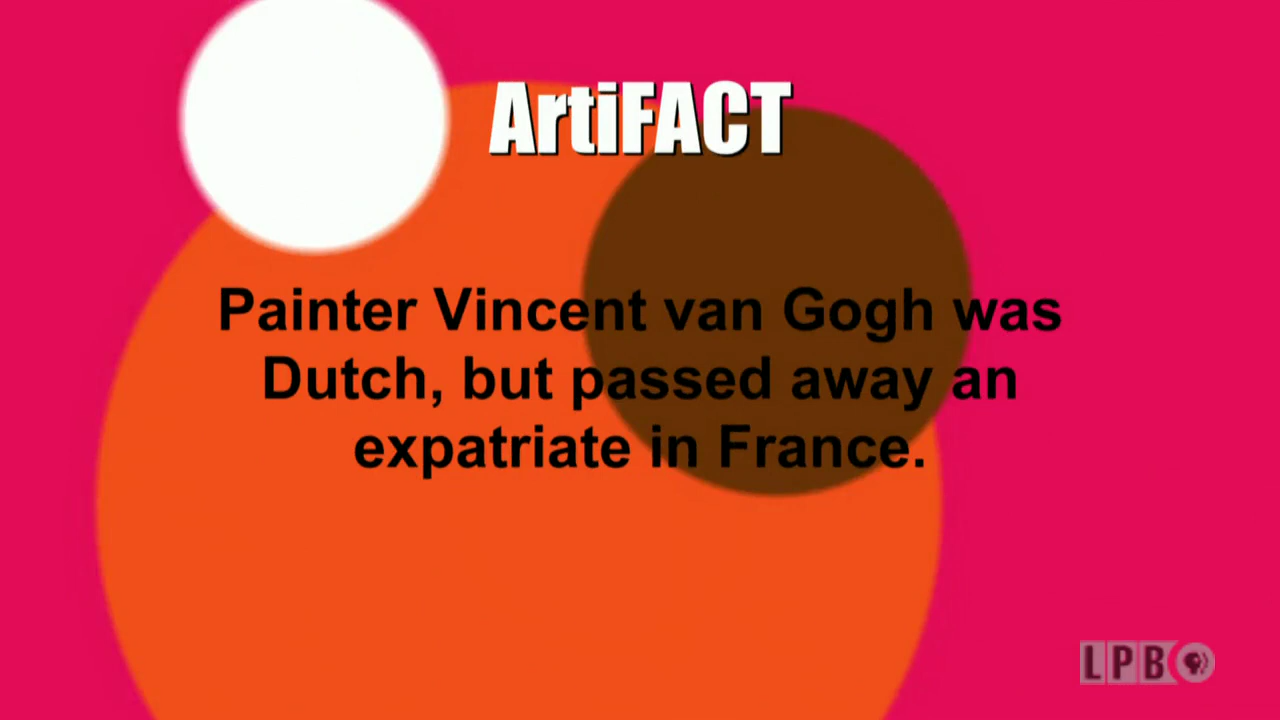 ArtiFACT
Painter Vincent van Gogh was
Dutch, but passed away an
expatriate in France.
LPB